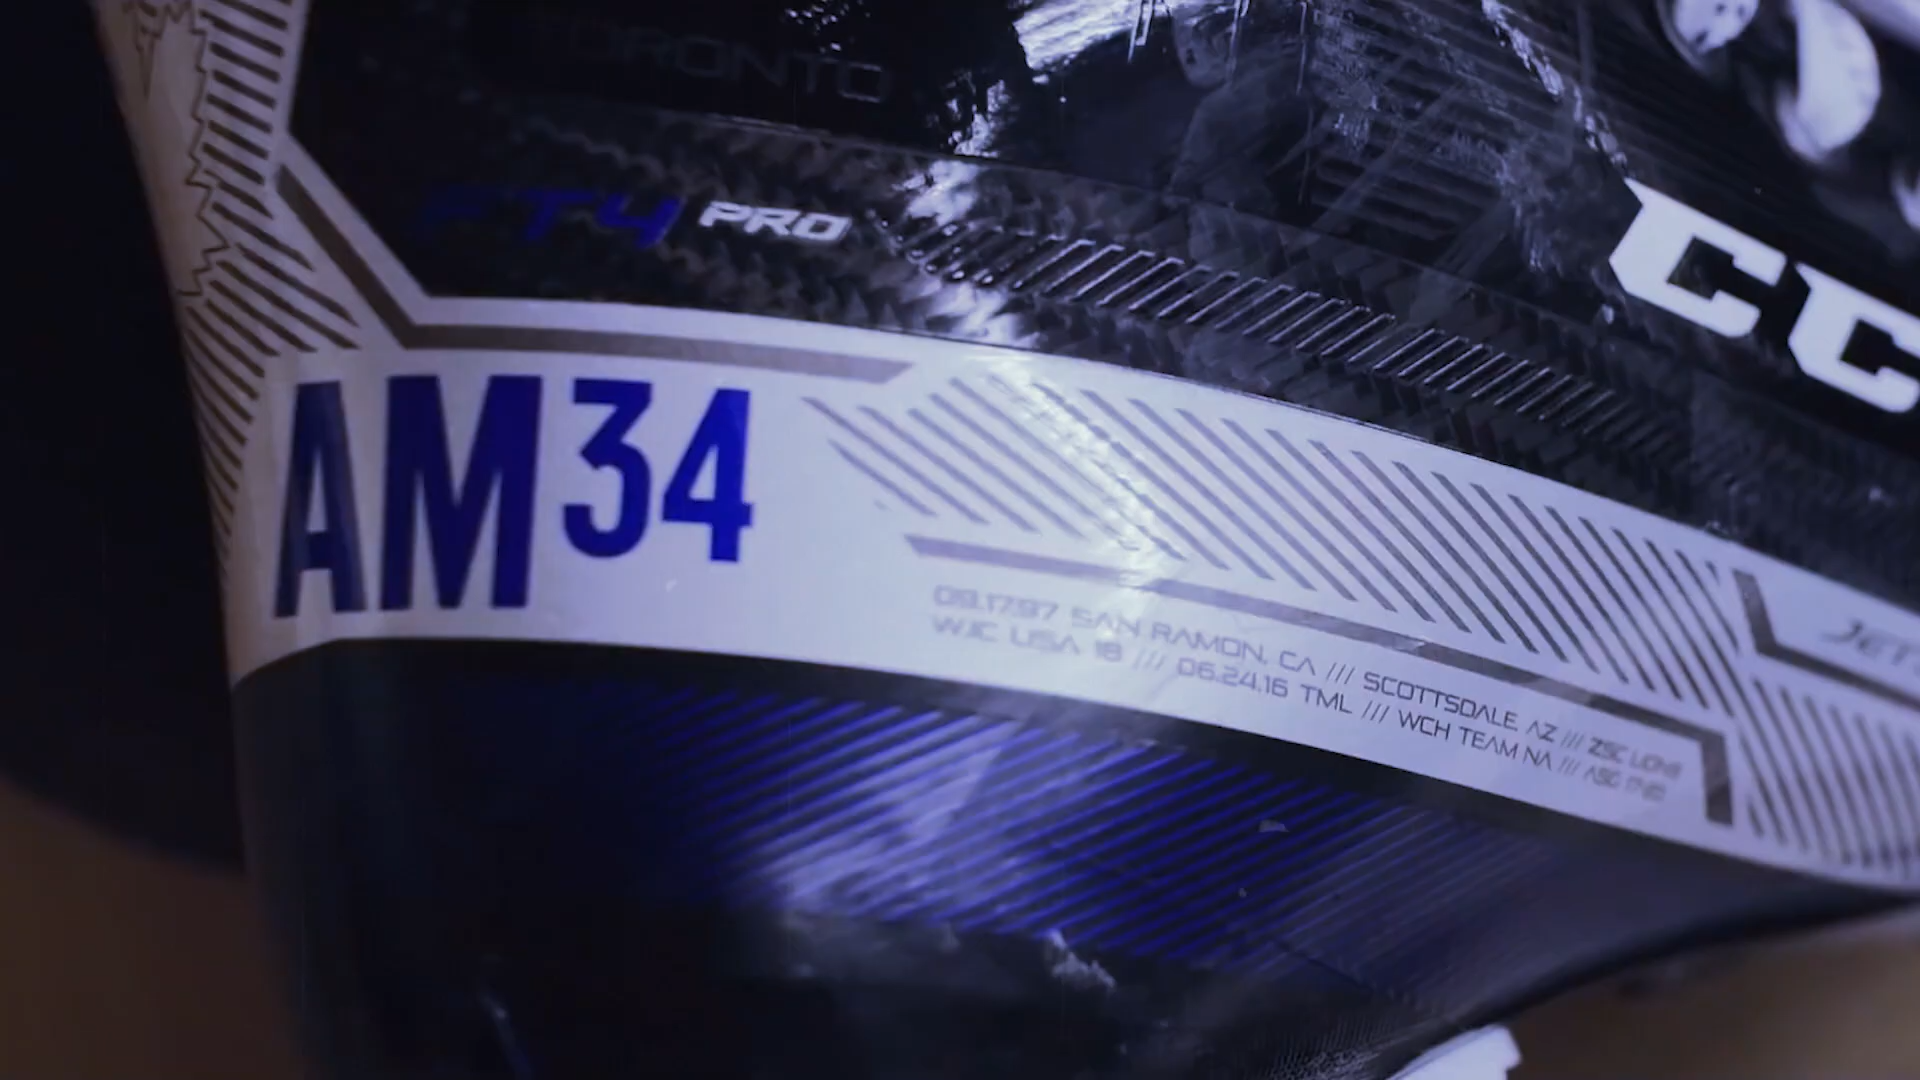 TORONTO
FT4 PRO
CC
AM34
09.17.97 SAN RAMON, CA /// SCOTTSDALE, AZ /// ZSC LIONS
WJC USA 18 /// 06.24.16 TML /// WCH TEAM NA /// ASG
JETS